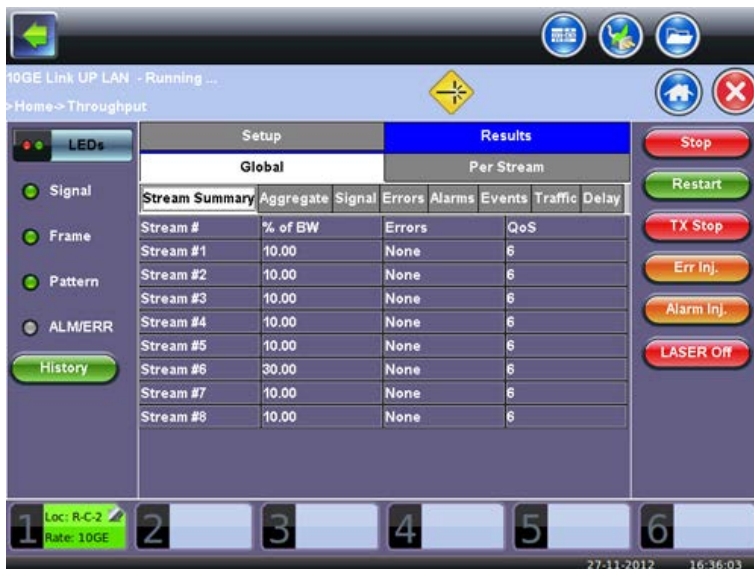 10GE Link UP LAN - Running ...
>Home->Throughput
LEDs
Signal
Frame
Pattern
ALM/ERR
History
Setup Results
Global Per Stream
Stream Summary Aggregate Signal Errors Alarms Events Traffic Delay
Stream # % of BW Errors QoS
Stream #1 10.00 None 6
Stream #2 10.00 None 6
Stream #3 10.00 None 6
Stream #4 10.00 None 6
Stream #5 10.00 None 6
Stream #6 30.00 None 6
Stream #7 10.00 None 6
Stream #8 10.00 None 6
Stop
Restart
TX Stop
Err Inj.
Alarm Inj.
LASER Off
1 Loc: R-C-2
Rate: 10GE
2 3 4 5 6
27-11-2012 16:36:03